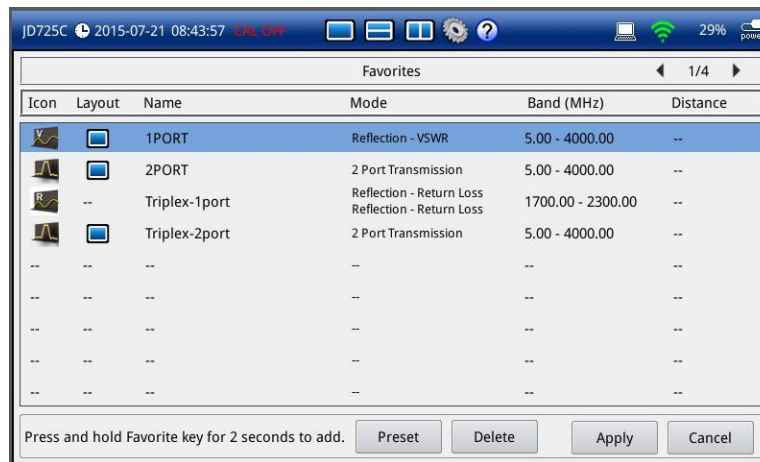 JD725C 2015-07-21 08:43:57 CAL OFF ? 29%
Favorites 1/4
Icon Layout Name Mode Band (MHz) Distance
V 1PORT Reflection - VSWR 5.00 - 4000.00 --
2PORT 2 Port Transmission 5.00 - 4000.00 --
R -- Triplex-1port Reflection - Return Loss 1700.00 - 2300.00 --
Reflection - Return Loss
Triplex-2port 2 Port Transmission 5.00 - 4000.00 --
-- -- -- -- -- --
-- -- -- -- -- --
-- -- -- -- -- --
-- -- -- -- -- --
-- -- -- -- -- --
Press and hold Favorite key for 2 seconds to add. Preset Delete Apply Cancel